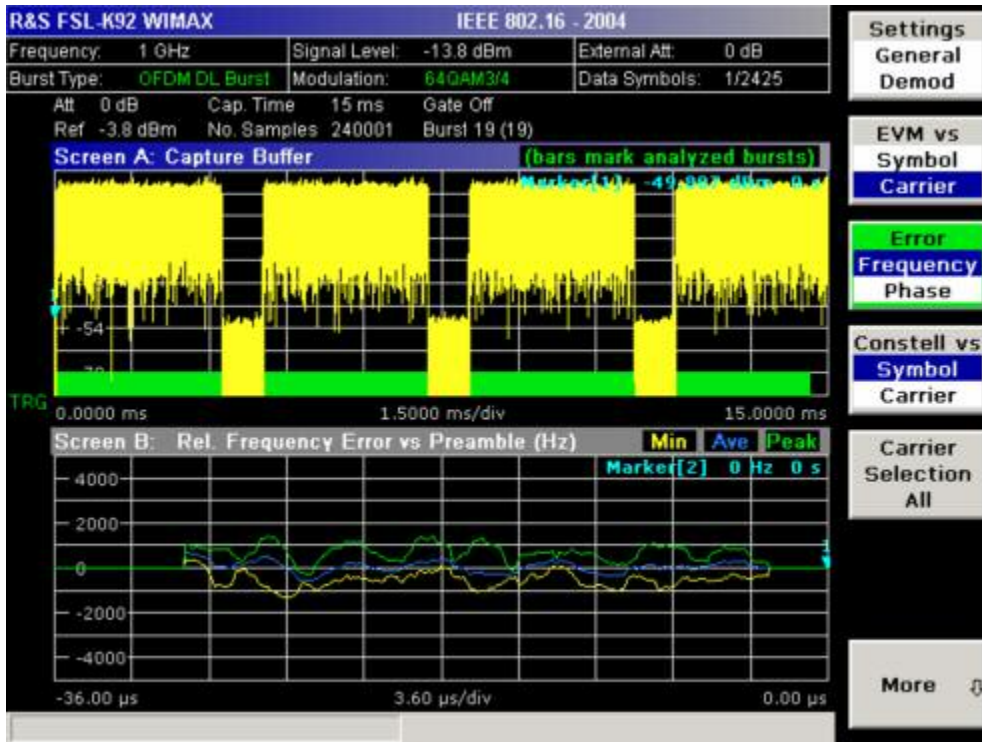 R&S FSL-K92 WIMAX IEEE 802.16 - 2004
Frequency: 1 GHz Signal Level: -13.8 dBm External Att: 0 dB
Burst Type: OFDM DL Burst Modulation: 64QAM3/4 Data Symbols: 1/2425
Att 0 dB Cap. Time 15 ms Gate Off
Ref -3.8 dBm No. Samples 240001 Burst 19 (19)
Screen A: Capture Buffer (bars mark analyzed bursts)
Marker[1] dBm 0 s
-54
TRG
0.0000 ms 1.5000 ms/div 15.0000 ms
Screen B: Rel. Frequency Error vs Preamble (Hz) Min Ave Peak
Marker[2] 0 Hz 0 s
4000
2000
0
-2000
-4000
-36.00 µs 3.60 µs/div 0.00 µs
Settings
General
Demod
EVM vs
Symbol
Carrier
Error
Frequency
Phase
Constell vs
Symbol
Carrier
Carrier
Selection
All
More